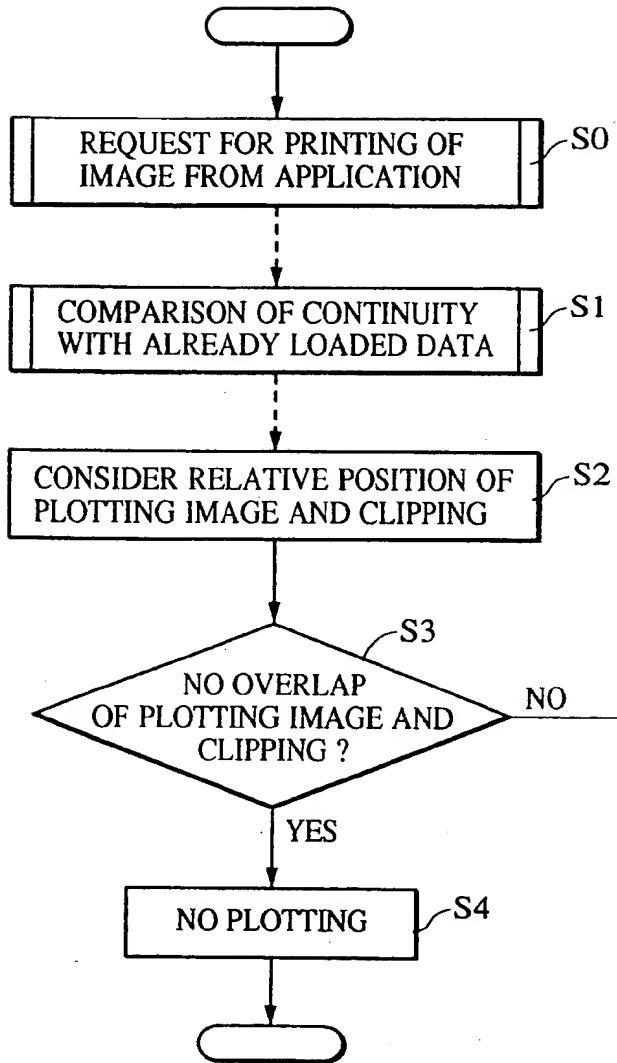 REQUEST FOR PRINTING OF
IMAGE FROM APPLICATION
S0
COMPARISON OF CONTINUITY
WITH ALREADY LOADED DATA
S1
CONSIDER RELATIVE POSITION OF
PLOTTING IMAGE AND CLIPPING
S2
S3
NO OVERLAP
OF PLOTTING IMAGE AND
CLIPPING ?
NO
YES
NO PLOTTING
S4